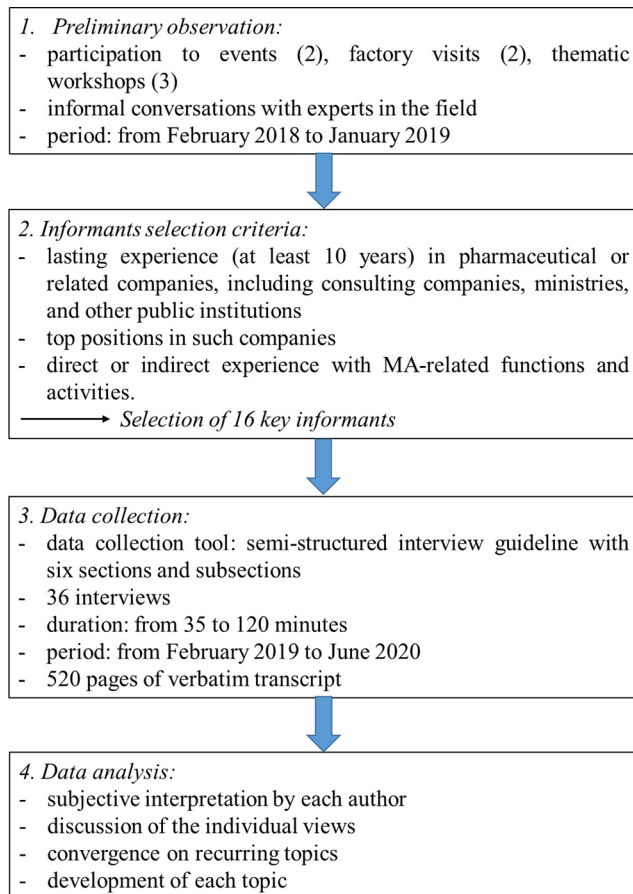 1. Preliminary observation:
- participation to events (2), factory visits (2), thematic
workshops (3)
- informal conversations with experts in the field
- period: from February 2018 to January 2019
2. Informants selection criteria:
- lasting experience (at least 10 years) in pharmaceutical or
related companies, including consulting companies, ministries,
and other public institutions
- top positions in such companies
- direct or indirect experience with MA-related functions and
activities.
Selection of 16 key informants
3. Data collection:
- data collection tool: semi-structured interview guideline with
six sections and subsections
- 36 interviews
- duration: from 35 to 120 minutes
- period: from February 2019 to June 2020
- 520 pages of verbatim transcript
4. Data analysis:
- subjective interpretation by each author
- discussion of the individual views
- convergence on recurring topics
- development of each topic